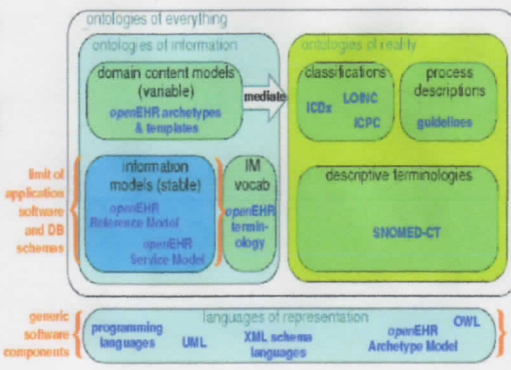 ontologies of everything
ontologies of information
domain content models
(variable)
openEHR archetypes
& templates
mediate
ontologies of reality
classifications
ICDx
LOINC
ICPC
process
descriptions
guidelines
limit of
application
software
and DB
schemas
information
models (stable)
openEHR
Reference Model
openEHR
Service Model
IM
vocab
openEHR
termin-
ology
descriptive terminologies
SNOMED-CT
generic
software
components
languages of representation
programming
languages
UML
XML schema
languages
openEHR
Archetype Model
OWL